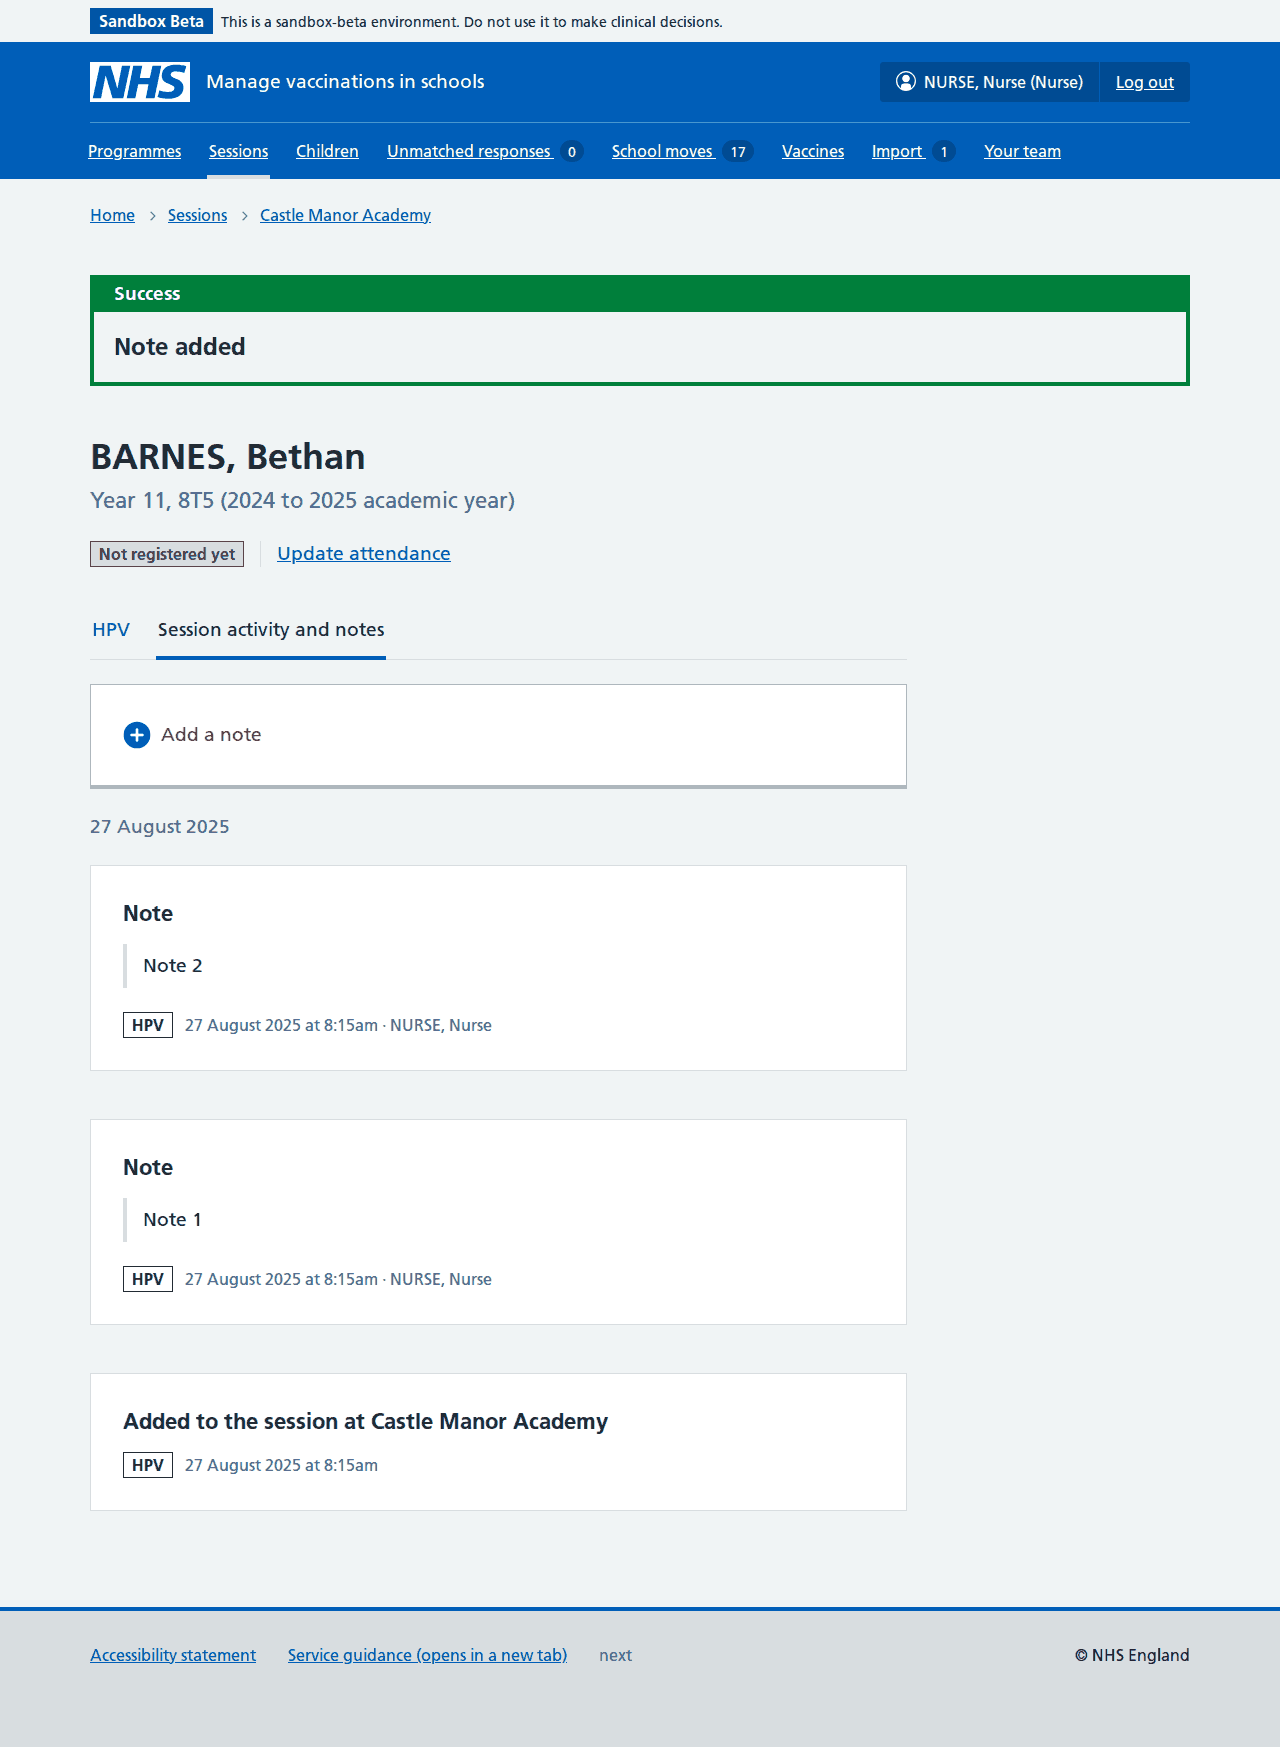 Sandbox Beta This is a sandbox-beta environment. Do not use it to make clinical decisions.
NHS Manage vaccinations in schools NURSE, Nurse (Nurse) Log out
Programmes Sessions Children Unmatched responses 0 School moves 17 Vaccines Import 1 Your team
Home Sessions Castle Manor Academy
Success
Note added
BARNES, Bethan
Year 11, 8T5 (2024 to 2025 academic year)
Not registered yet Update attendance
HPV Session activity and notes
Add a note
27 August 2025
Note
Note 2
HPV 27 August 2025 at 8:15am · NURSE, Nurse
Note
Note 1
HPV 27 August 2025 at 8:15am · NURSE, Nurse
Added to the session at Castle Manor Academy
HPV 27 August 2025 at 8:15am
Accessibility statement Service guidance (opens in a new tab) next © NHS England